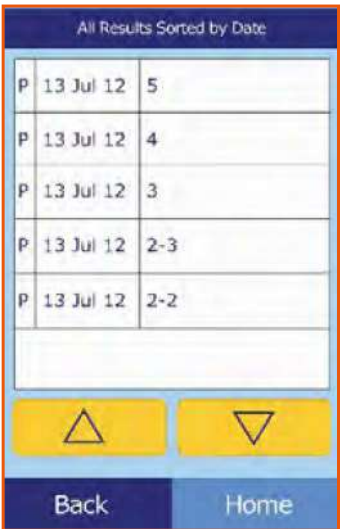 All Results Sorted by Date
P 13 Jul 12 5
P 13 Jul 12 4
P 13 Jul 12 3
P 13 Jul 12 2-3
P 13 Jul 12 2-2
Back Home